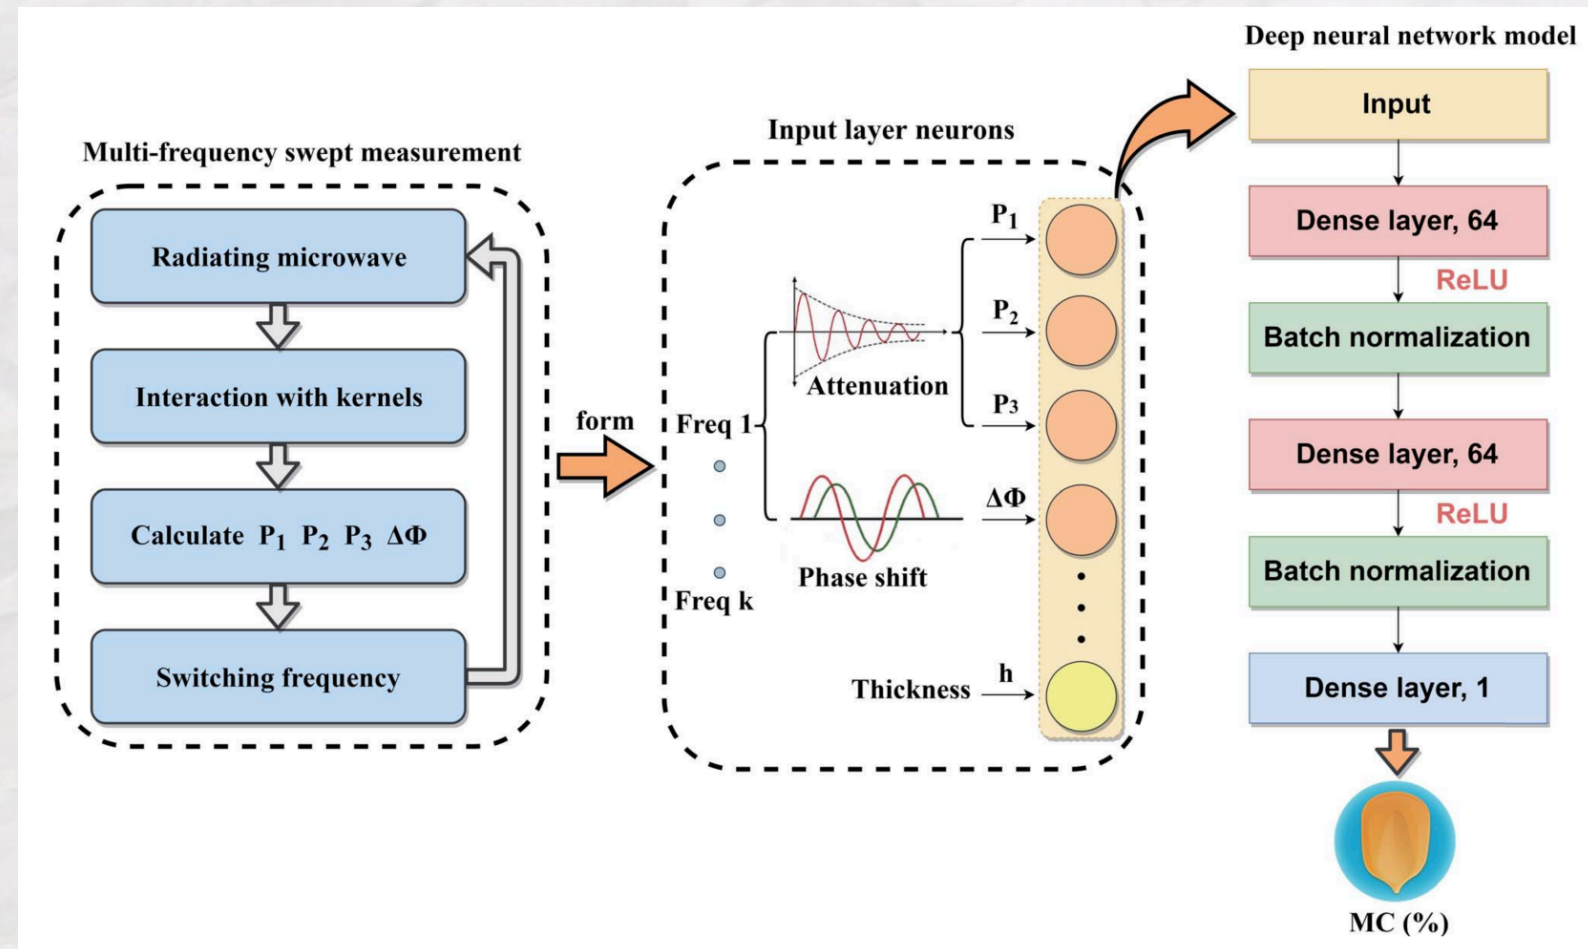 Multi-frequency swept measurement
Radiating microwave
Interaction with kernels
Calculate P₁ P₂ P₃ ΔΦ
Switching frequency
form
Input layer neurons
Freq 1
Freq k
Attenuation
Phase shift
P₁
P₂
P₃
ΔΦ
Thickness
h
Deep neural network model
Input
Dense layer, 64
ReLU
Batch normalization
Dense layer, 64
ReLU
Batch normalization
Dense layer, 1
MC (%)